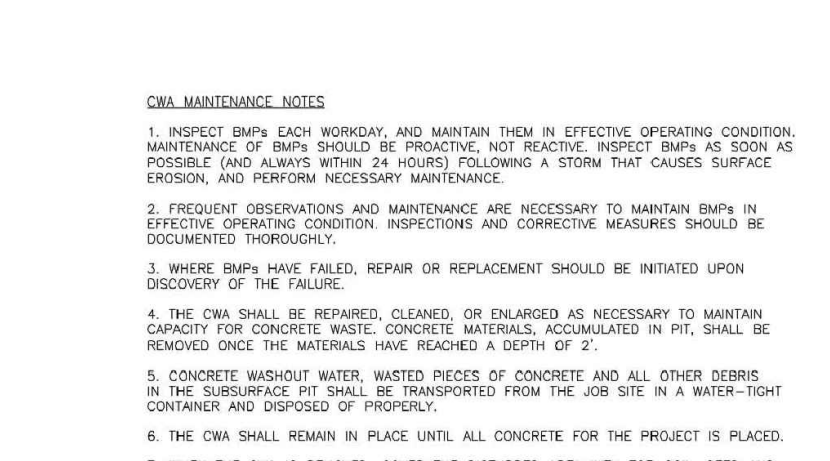 CWA MAINTENANCE NOTES
1. INSPECT BMPs EACH WORKDAY, AND MAINTAIN THEM IN EFFECTIVE OPERATING CONDITION.
MAINTENANCE OF BMPs SHOULD BE PROACTIVE, NOT REACTIVE. INSPECT BMPs AS SOON AS
POSSIBLE (AND ALWAYS WITHIN 24 HOURS) FOLLOWING A STORM THAT CAUSES SURFACE
EROSION, AND PERFORM NECESSARY MAINTENANCE.
2. FREQUENT OBSERVATIONS AND MAINTENANCE ARE NECESSARY TO MAINTAIN BMPs IN
EFFECTIVE OPERATING CONDITION. INSPECTIONS AND CORRECTIVE MEASURES SHOULD BE
DOCUMENTED THOROUGHLY.
3. WHERE BMPs HAVE FAILED, REPAIR OR REPLACEMENT SHOULD BE INITIATED UPON
DISCOVERY OF THE FAILURE.
4. THE CWA SHALL BE REPAIRED, CLEANED, OR ENLARGED AS NECESSARY TO MAINTAIN
CAPACITY FOR CONCRETE WASTE. CONCRETE MATERIALS, ACCUMULATED IN PIT, SHALL BE
REMOVED ONCE THE MATERIALS HAVE REACHED A DEPTH OF 2'.
5. CONCRETE WASHOUT WATER, WASTED PIECES OF CONCRETE AND ALL OTHER DEBRIS
IN THE SUBSURFACE PIT SHALL BE TRANSPORTED FROM THE JOB SITE IN A WATER-TIGHT
CONTAINER AND DISPOSED OF PROPERLY.
6. THE CWA SHALL REMAIN IN PLACE UNTIL ALL CONCRETE FOR THE PROJECT IS PLACED.